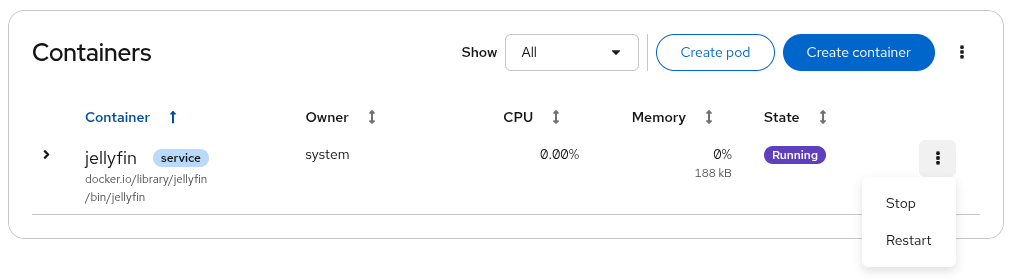 Containers
Show All Create pod Create container
Container Owner CPU Memory State
jellyfin service system 0.00% 0% Running
docker.io/library/jellyfin 188 kB
/bin/jellyfin
Stop
Restart